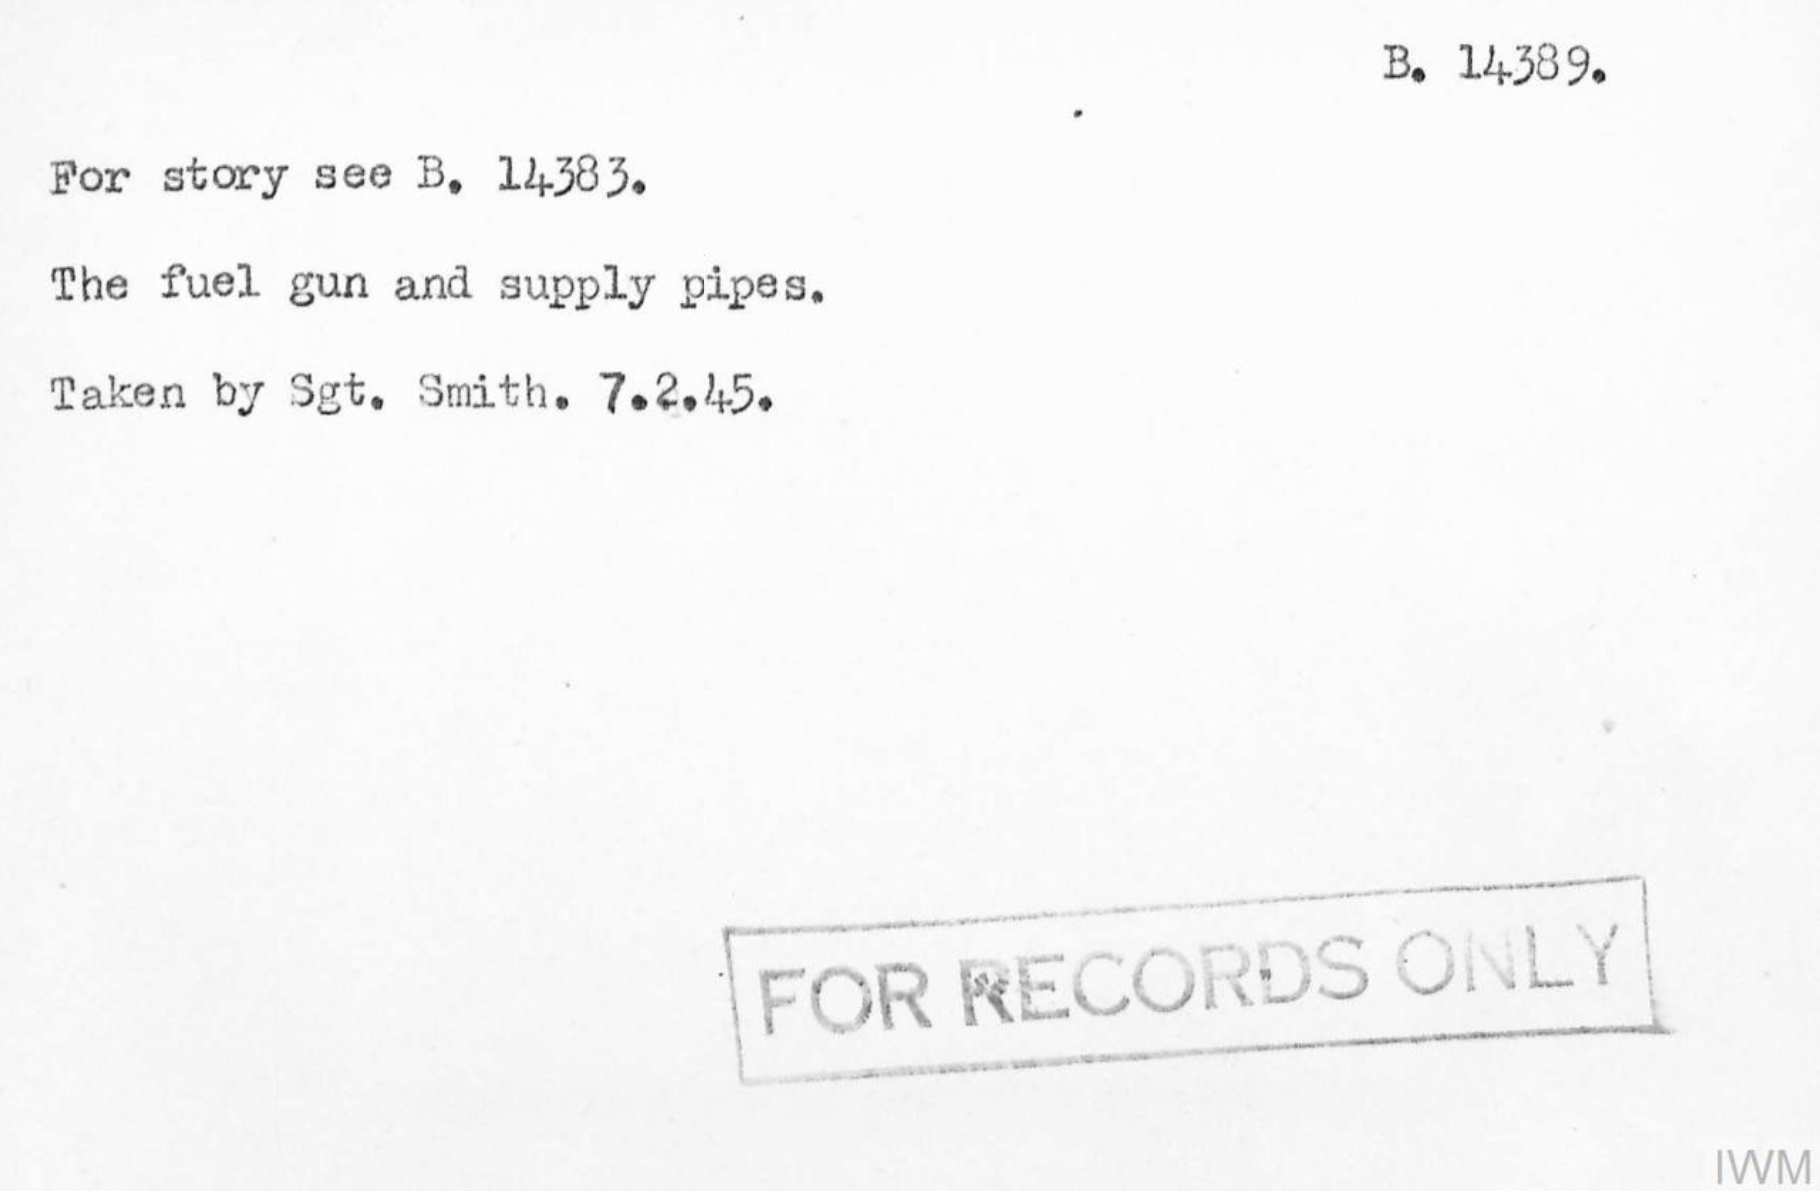 B. 14389.
For story see B. 14383.
The fuel gun and supply pipes.
Taken by Sgt. Smith. 7.2.45.
FOR RECORDS ONLY
IWM